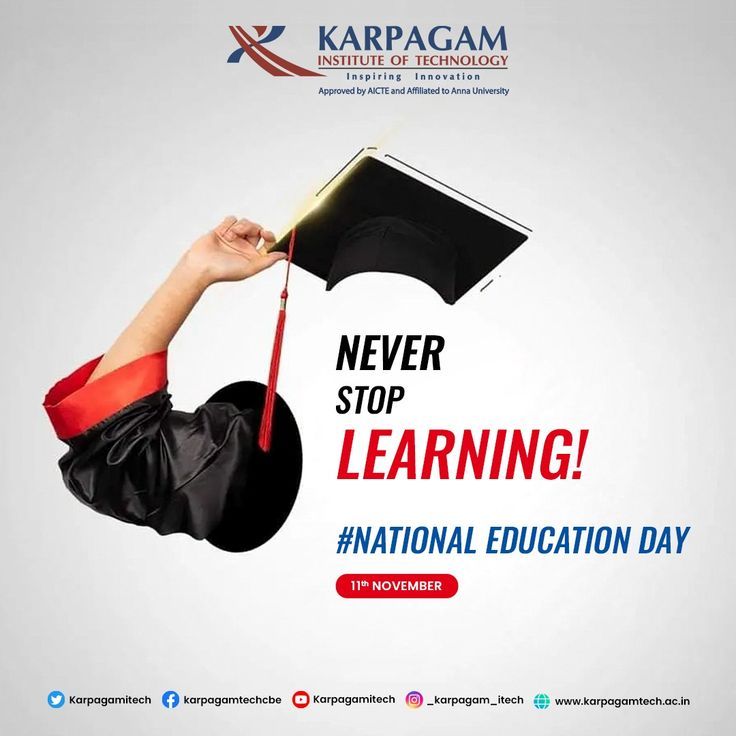 KARPAGAM
INSTITUTE OF TECHNOLOGY
Inspiring Innovation
Approved by AICTE and Affiliated to Anna University
NEVER
STOP
LEARNING!
#NATIONAL EDUCATION DAY
11th NOVEMBER
Karpagamitech karpagamtechcbe Karpagamitech _karpagam_itech www.karpagamtech.ac.in